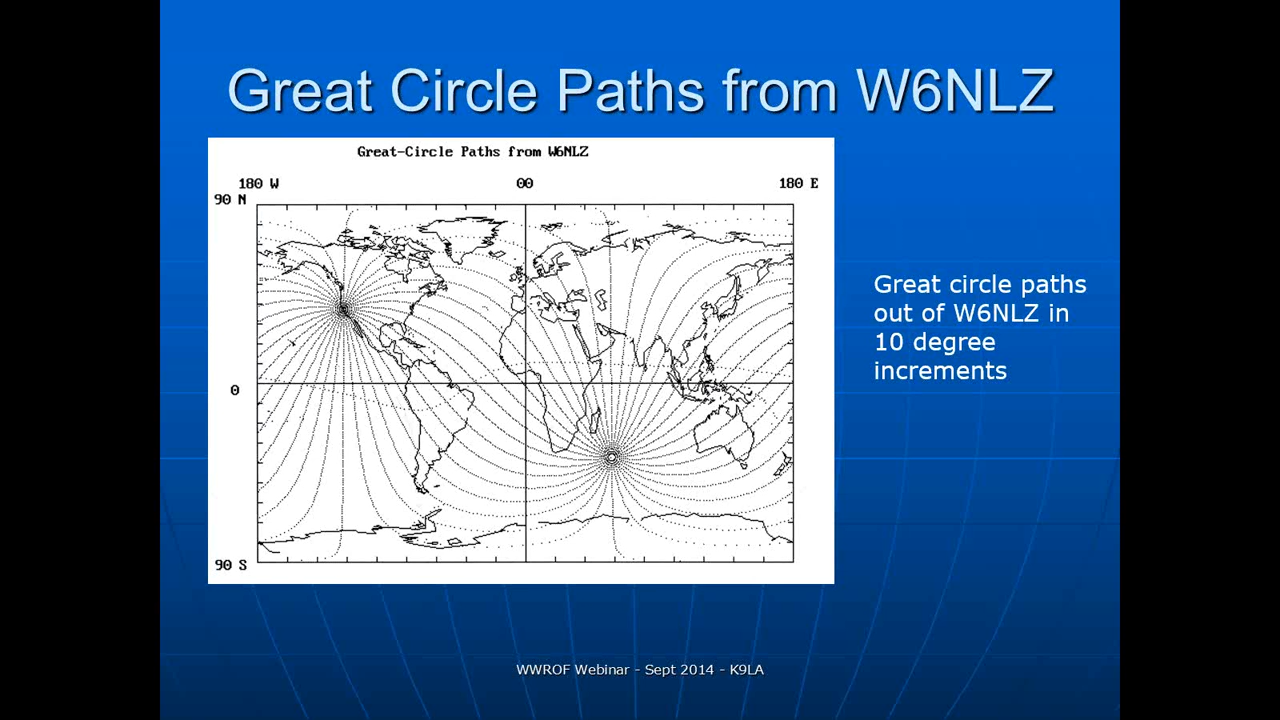 Great Circle Paths from W6NLZ
Great-Circle Paths from W6NLZ
180 W 00 180 E
90 N
0
90 S
Great circle paths
out of W6NLZ in
10 degree
increments
WWROF Webinar - Sept 2014 - K9LA